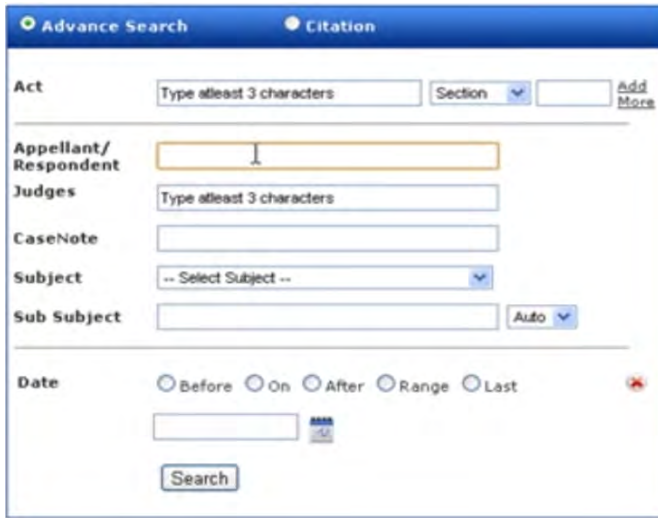 Advance Search Citation
Act Type atleast 3 characters Section Add More
Appellant/
Respondent
Judges Type atleast 3 characters
CaseNote
Subject -- Select Subject --
Sub Subject Auto
Date Before On After Range Last
Search